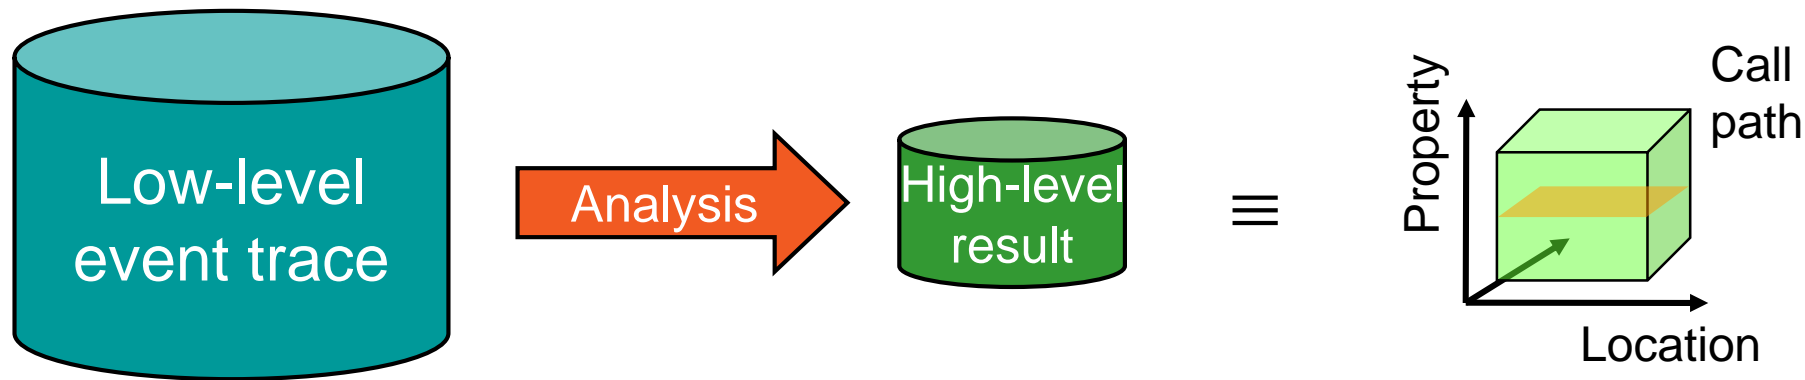 Low-level
event trace
Analysis
High-level
result
≡
Property
Call
path
Location